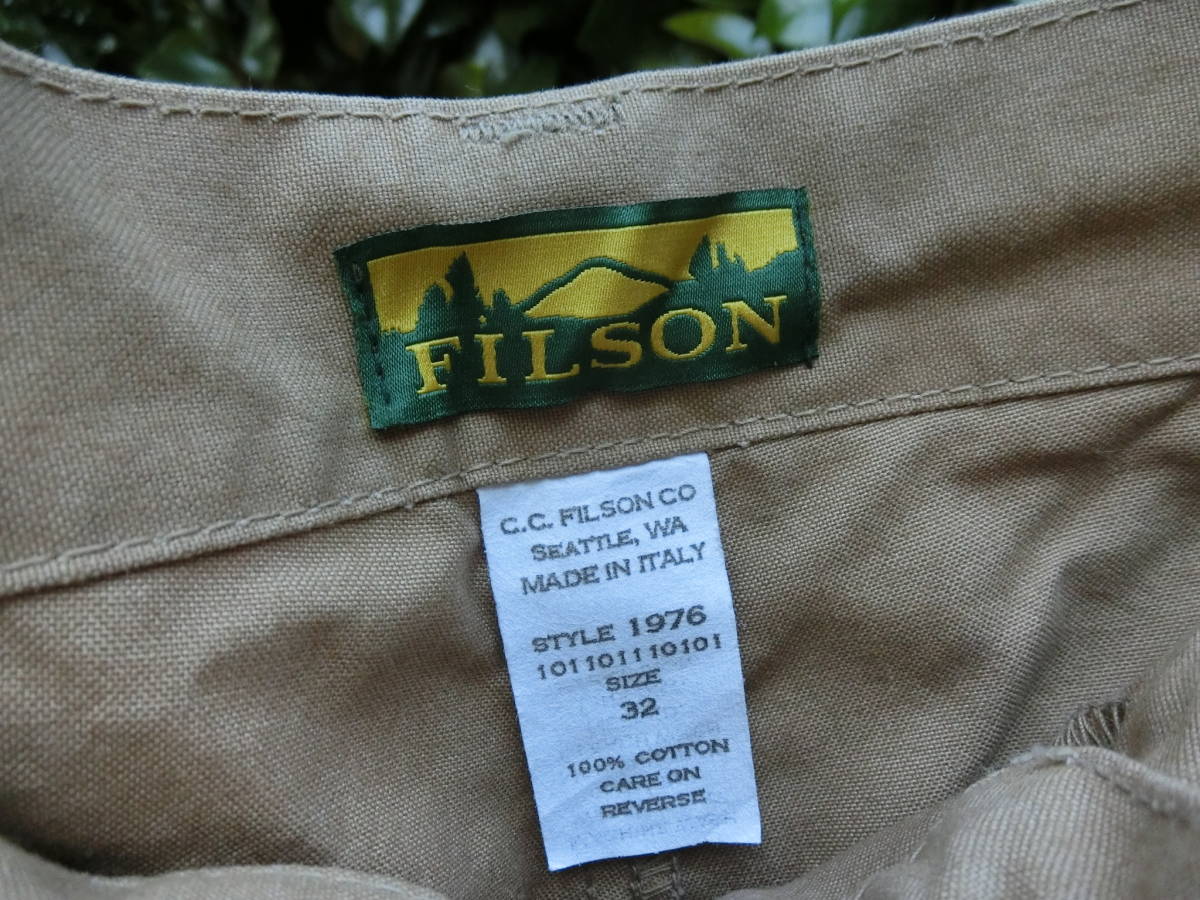 FILSON
C.C. FILSON CO
SEATTLE, WA
MADE IN ITALY
STYLE 1976
101101110101
SIZE
32
100% COTTON
CARE ON
REVERSE